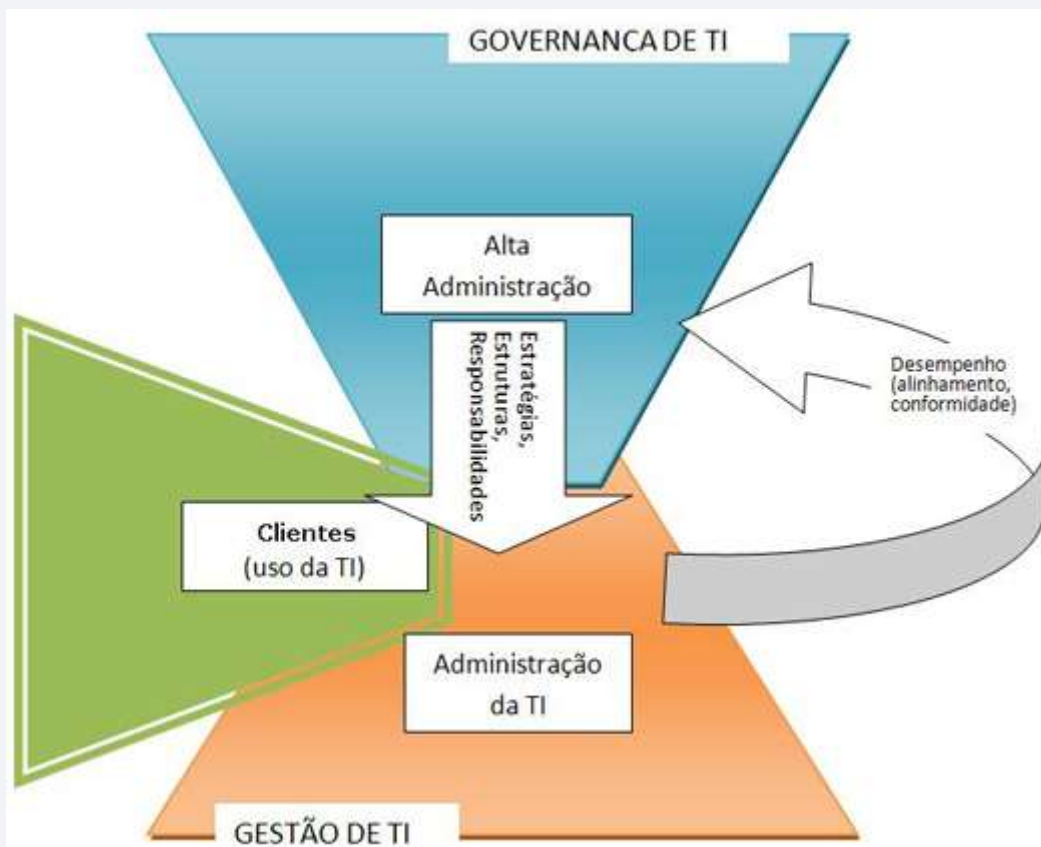 GOVERNANCA DE TI
Alta
Administração
Estratégias,
Estruturas,
Responsabilidades
Desempenho
(alinhamento,
conformidade)
Clientes
(uso da TI)
Administração
da TI
GESTÃO DE TI